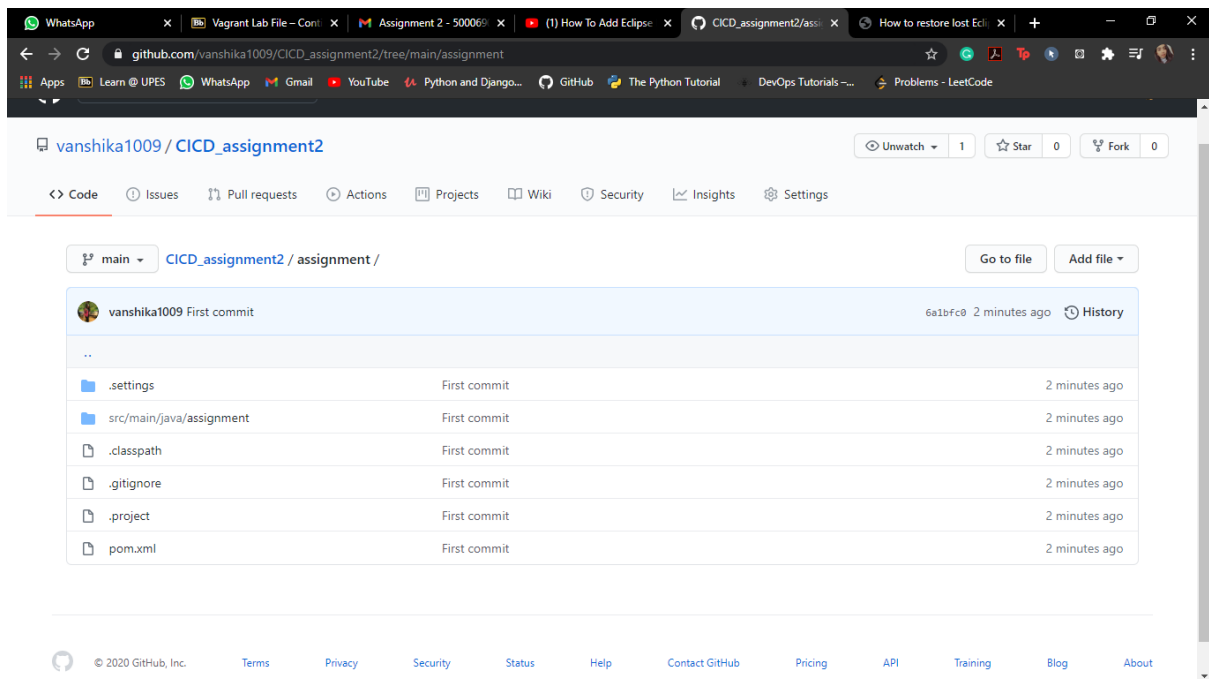 WhatsApp Vagrant Lab File – Conti Assignment 2 - 500069 (1) How To Add Eclipse CICD_assignment2/assi How to restore lost Ecli
github.com/vanshika1009/CICD_assignment2/tree/main/assignment
Apps Learn @ UPES WhatsApp Gmail YouTube Python and Django... GitHub The Python Tutorial DevOps Tutorials –... Problems - LeetCode
vanshika1009 / CICD_assignment2 Unwatch 1 Star 0 Fork 0
Code Issues Pull requests Actions Projects Wiki Security Insights Settings
main CICD_assignment2 / assignment / Go to file Add file
vanshika1009 First commit 6a1bfc0 2 minutes ago History
..
.settings First commit 2 minutes ago
src/main/java/assignment First commit 2 minutes ago
.classpath First commit 2 minutes ago
.gitignore First commit 2 minutes ago
.project First commit 2 minutes ago
pom.xml First commit 2 minutes ago
© 2020 GitHub, Inc. Terms Privacy Security Status Help Contact GitHub Pricing API Training Blog About